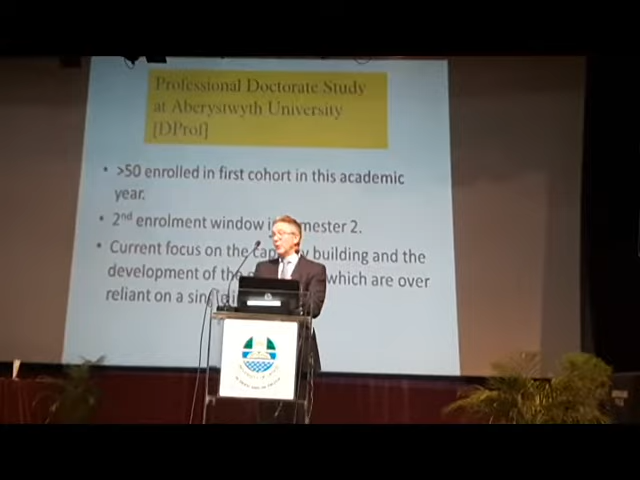 Professional Doctorate Study
at Aberystwyth University
[DProf]
• >50 enrolled in first cohort in this academic
year.
• 2nd enrolment window mester 2.
• Current focus on the building and the
development of the which are over
reliant on a